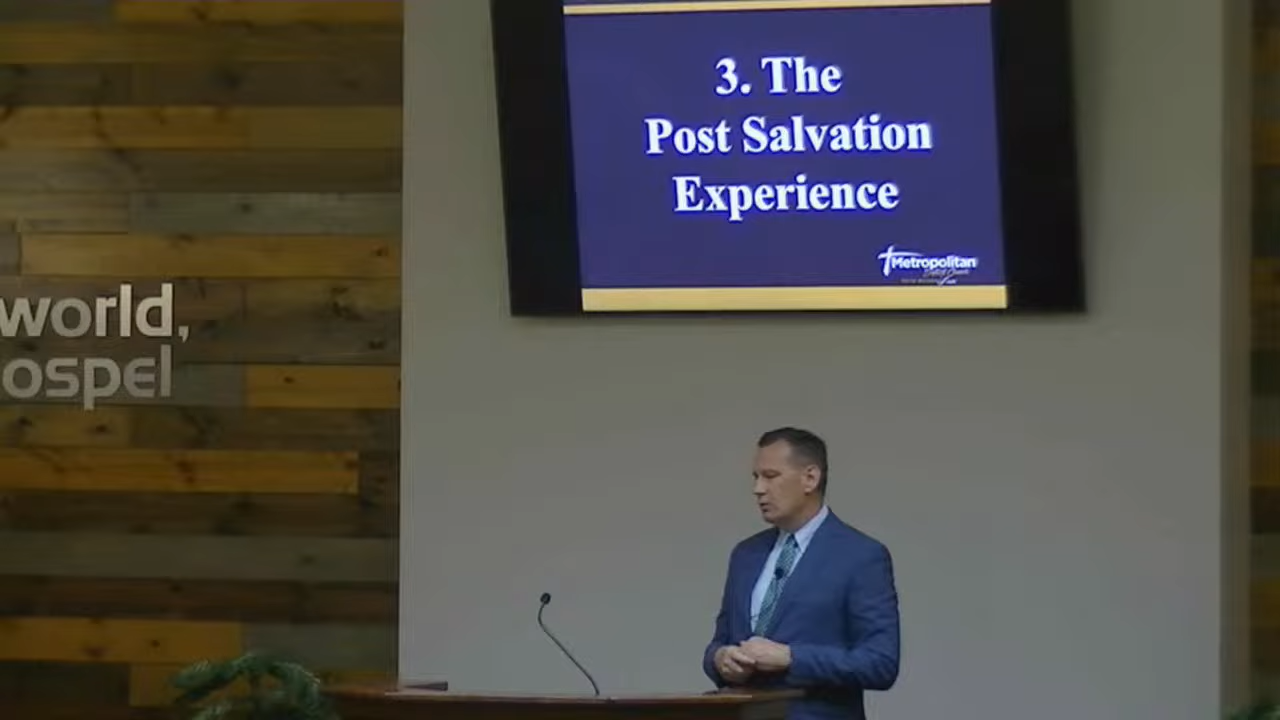 3. The
Post Salvation
Experience
Metropolitan
world,
ospel